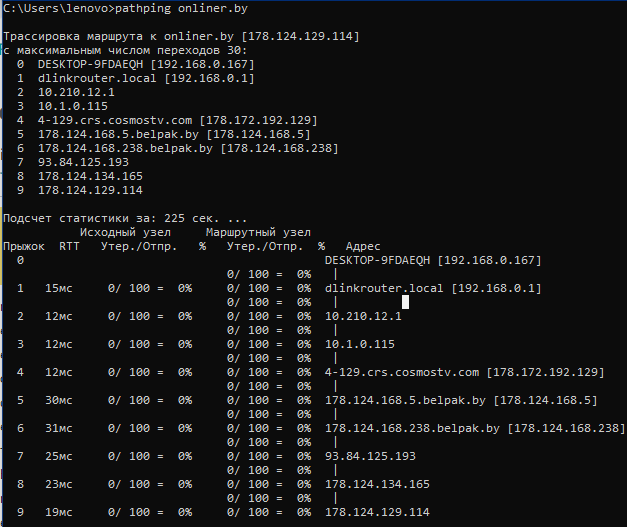 C:\Users\lenovo>pathping onliner.by
Трассировка маршрута к onliner.by [178.124.129.114]
с максимальным числом переходов 30:
0 DESKTOP-9FDAEQH [192.168.0.167]
1 dlinkrouter.local [192.168.0.1]
2 10.210.12.1
3 10.1.0.115
4 4-129.crs.cosmostv.com [178.172.192.129]
5 178.124.168.5.belpak.by [178.124.168.5]
6 178.124.168.238.belpak.by [178.124.168.238]
7 93.84.125.193
8 178.124.134.165
9 178.124.129.114
Подсчет статистики за: 225 сек. ...
Исходный узел Маршрутный узел
Прыжок RTT Утер./Отпр. % Утер./Отпр. % Адрес
0 DESKTOP-9FDAEQH [192.168.0.167]
0/ 100 = 0% |
1 15мс 0/ 100 = 0% 0/ 100 = 0% dlinkrouter.local [192.168.0.1]
0/ 100 = 0% |
2 12мс 0/ 100 = 0% 0/ 100 = 0% 10.210.12.1
0/ 100 = 0% |
3 12мс 0/ 100 = 0% 0/ 100 = 0% 10.1.0.115
0/ 100 = 0% |
4 12мс 0/ 100 = 0% 0/ 100 = 0% 4-129.crs.cosmostv.com [178.172.192.129]
0/ 100 = 0% |
5 30мс 0/ 100 = 0% 0/ 100 = 0% 178.124.168.5.belpak.by [178.124.168.5]
0/ 100 = 0% |
6 31мс 0/ 100 = 0% 0/ 100 = 0% 178.124.168.238.belpak.by [178.124.168.238]
0/ 100 = 0% |
7 25мс 0/ 100 = 0% 0/ 100 = 0% 93.84.125.193
0/ 100 = 0% |
8 23мс 0/ 100 = 0% 0/ 100 = 0% 178.124.134.165
0/ 100 = 0% |
9 19мс 0/ 100 = 0% 0/ 100 = 0% 178.124.129.114